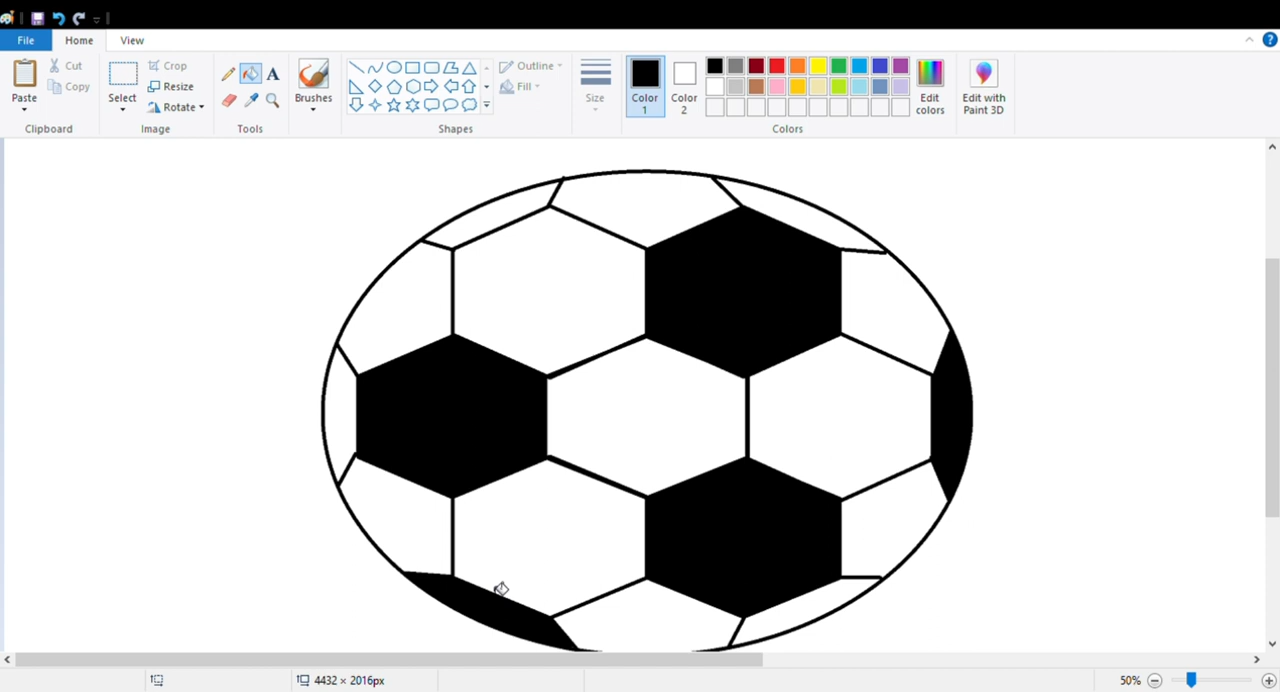 File Home View
Cut
Copy
Paste
Clipboard
Select
Crop
Resize
Rotate
Image
A
Tools
Brushes
Outline
Fill
Shapes
Size
Color 1
Color 2
Edit colors
Colors
Edit with Paint 3D
?
4432 × 2016px
50%